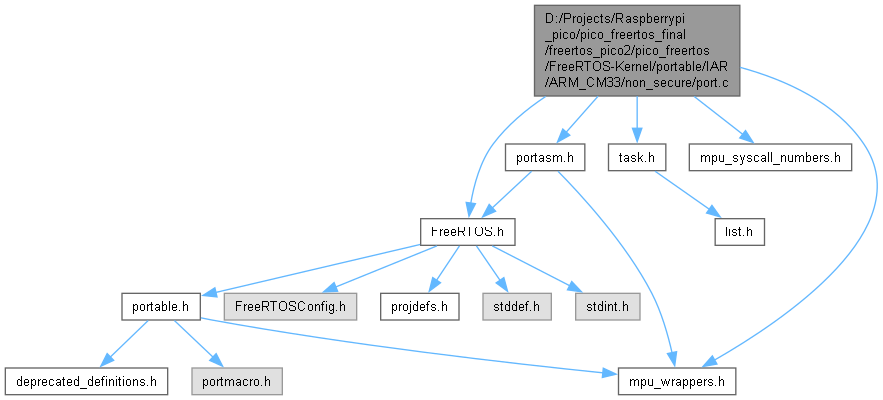 D:/Projects/Raspberrypi
_pico/pico_freertos_final
/freertos_pico2/pico_freertos
/FreeRTOS-Kernel/portable/IAR
/ARM_CM33/non_secure/port.c
portasm.h
task.h
mpu_syscall_numbers.h
FreeRTOS.h
list.h
portable.h
FreeRTOSConfig.h
projdefs.h
stddef.h
stdint.h
deprecated_definitions.h
portmacro.h
mpu_wrappers.h